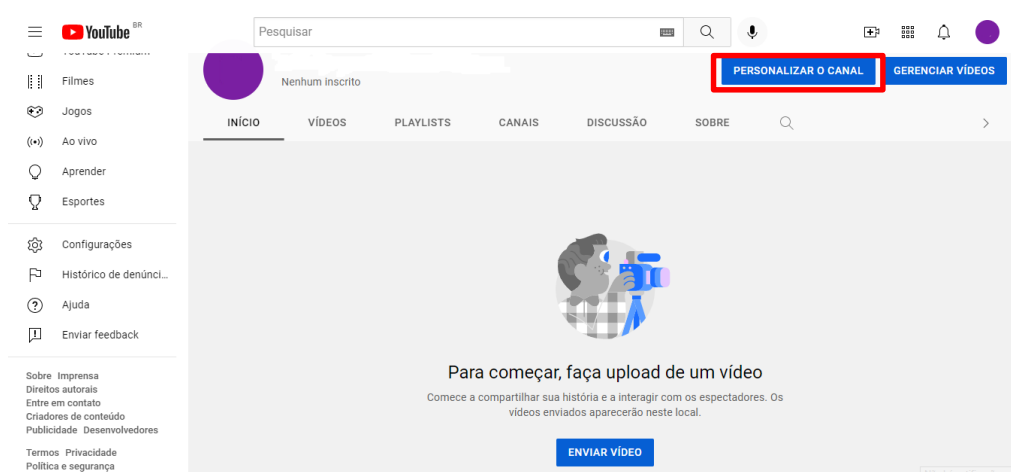 YouTube BR
Pesquisar
Filmes
Jogos
Ao vivo
Aprender
Esportes
Configurações
Histórico de denúnci...
Ajuda
Enviar feedback
Sobre Imprensa
Direitos autorais
Entre em contato
Criadores de conteúdo
Publicidade Desenvolvedores
Termos Privacidade
Política e segurança
Nenhum inscrito
PERSONALIZAR O CANAL
GERENCIAR VÍDEOS
INÍCIO VÍDEOS PLAYLISTS CANAIS DISCUSSÃO SOBRE
Para começar, faça upload de um vídeo
Comece a compartilhar sua história e a interagir com os espectadores. Os
vídeos enviados aparecerão neste local.
ENVIAR VÍDEO